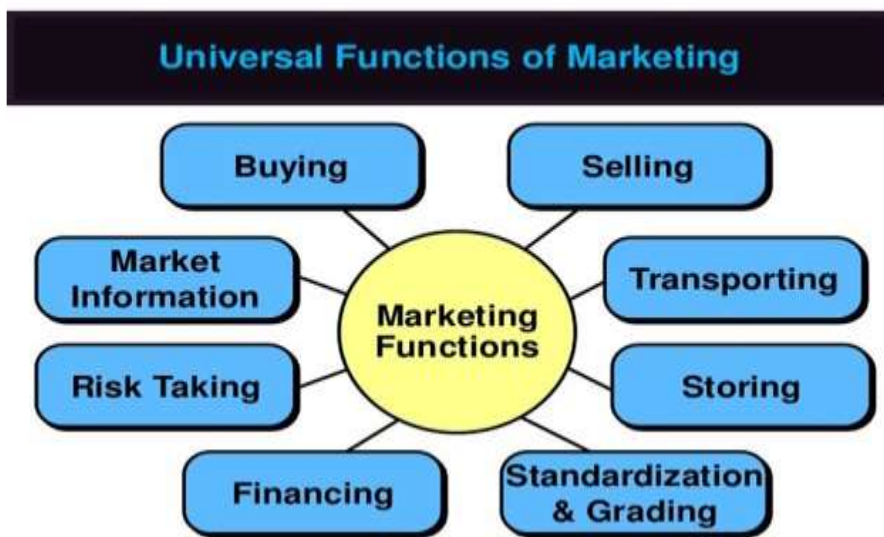 Universal Functions of Marketing
Buying
Selling
Market
Information
Transporting
Marketing
Functions
Risk Taking
Storing
Financing
Standardization
& Grading